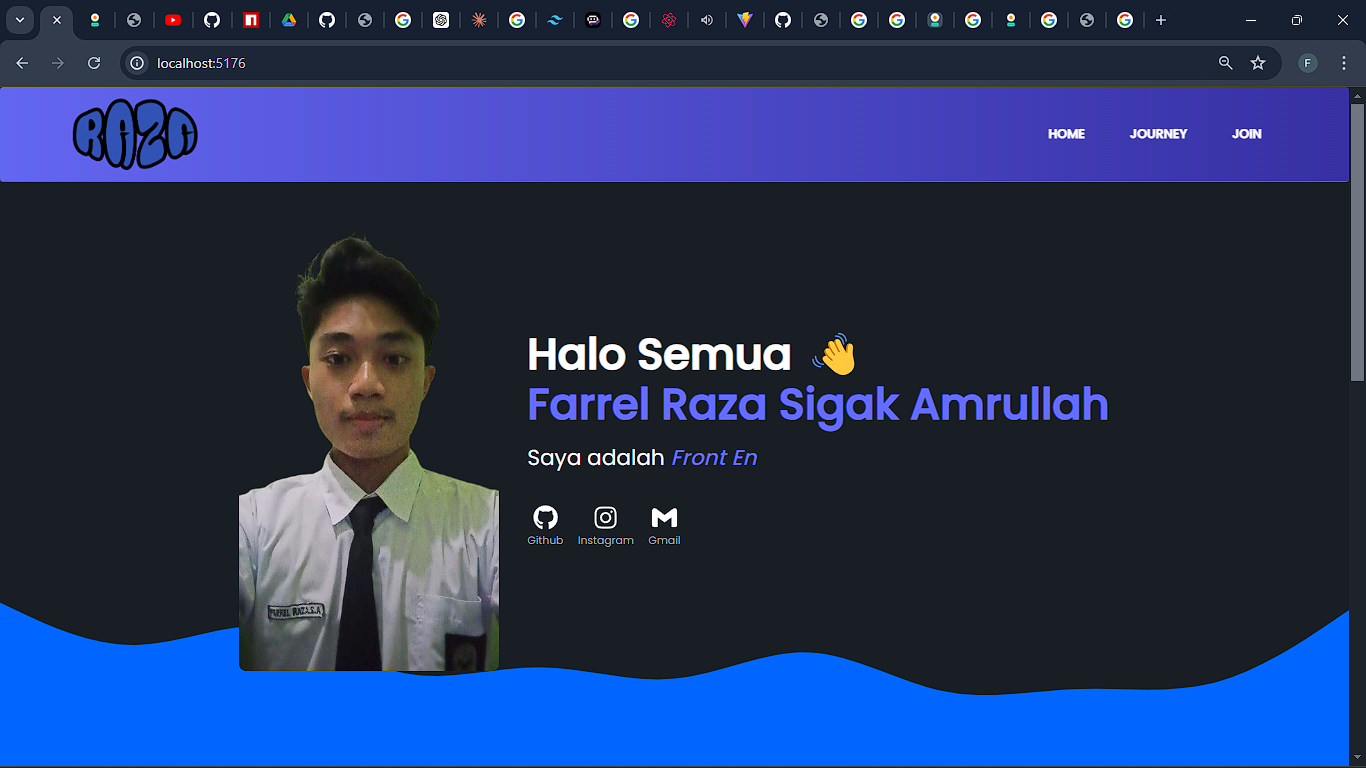 localhost:5176
F
RAZA
HOME JOURNEY JOIN
Halo Semua 👋
Farrel Raza Sigak Amrullah
Saya adalah Front En
Github Instagram Gmail
FARREL RAZA.S.A